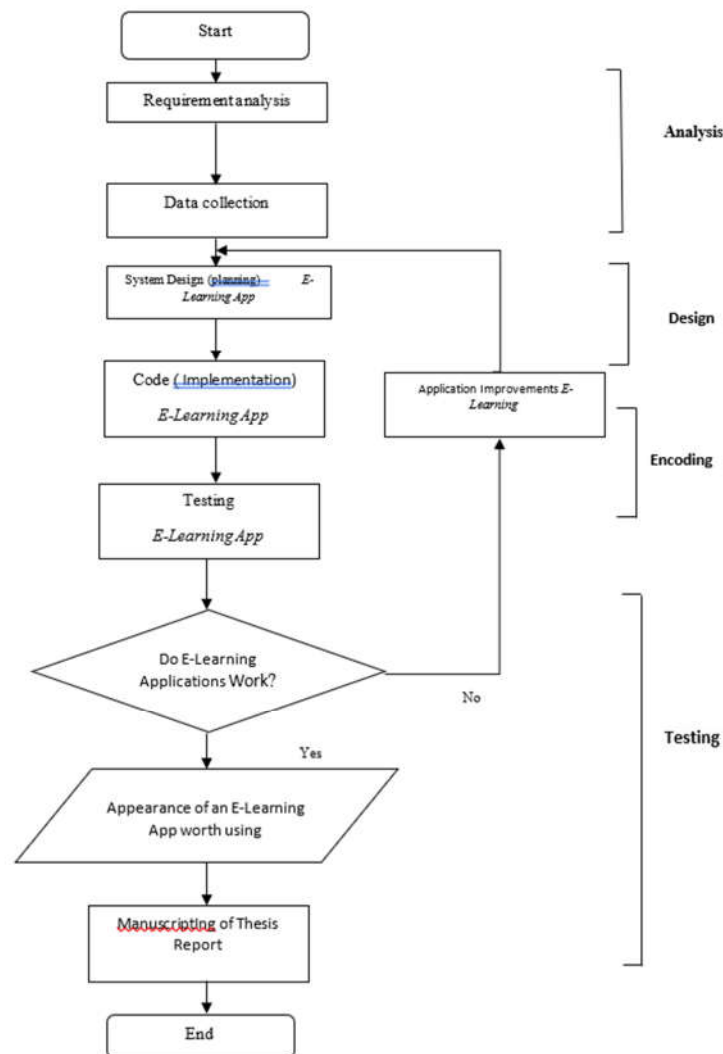 Start
Requirement analysis
Analysis
Data collection
System Design (planning) E-
Learning App
Design
Code ( Implementation)
E-Learning App
Application Improvements E-
Learning
Encoding
Testing
E-Learning App
Do E-Learning
Applications Work?
No
Yes
Testing
Appearance of an E-Learning
App worth using
Manuscripting of Thesis
Report
End